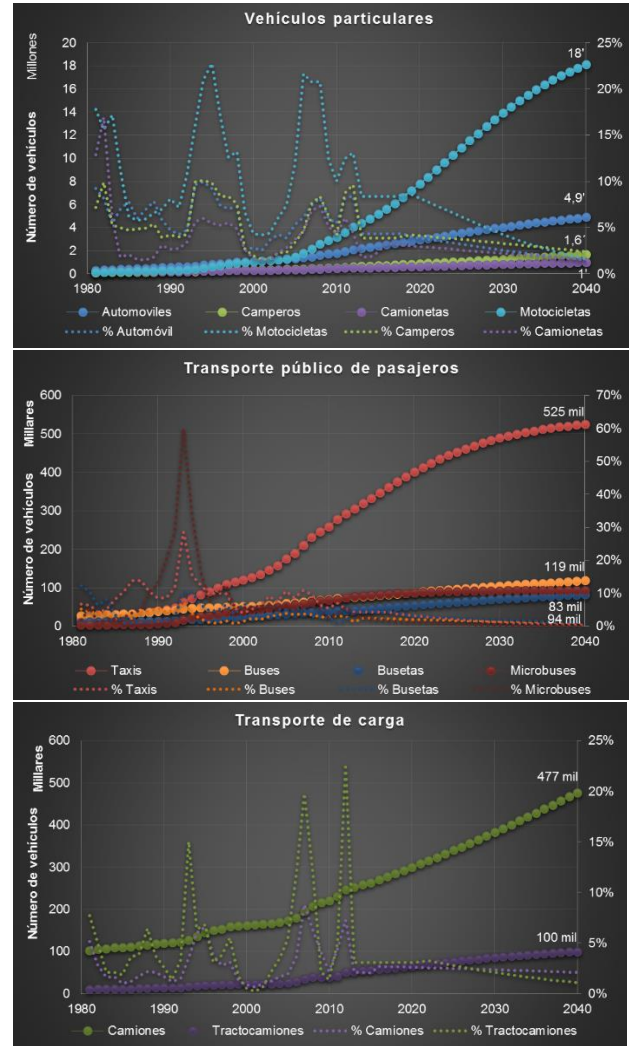 Vehículos particulares
Millones
Número de vehículos
20
18
16
14
12
10
8
6
4
2
0
25%
20%
15%
10%
5%
0%
18'
4,9'
1,6´
1'
1980 1990 2000 2010 2020 2030 2040
Automoviles Camperos Camionetas Motocicletas
% Automóvil % Motocicletas % Camperos % Camionetas
Transporte público de pasajeros
Millares
Número de vehículos
600
500
400
300
200
100
0
70%
60%
50%
40%
30%
20%
10%
0%
525 mil
119 mil
83 mil
94 mil
1980 1990 2000 2010 2020 2030 2040
Taxis Buses Busetas Microbuses
% Taxis % Buses % Busetas % Microbuses
Transporte de carga
Millares
Número de vehículos
600
500
400
300
200
100
0
25%
20%
15%
10%
5%
0%
477 mil
100 mil
1980 1990 2000 2010 2020 2030 2040
Camiones Tractocamiones % Camiones % Tractocamiones